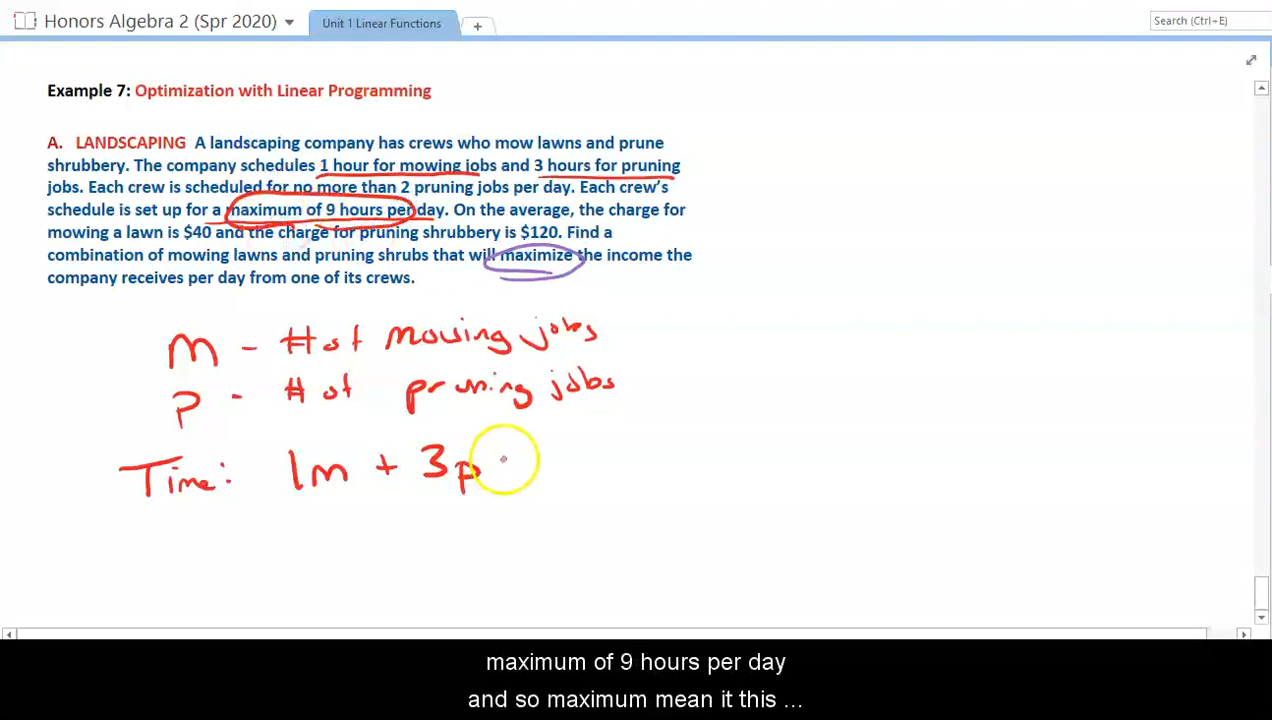 Honors Algebra 2 (Spr 2020)
Unit 1 Linear Functions
+
Search (Ctrl+E)
Example 7: Optimization with Linear Programming
A. LANDSCAPING A landscaping company has crews who mow lawns and prune
shrubbery. The company schedules 1 hour for mowing jobs and 3 hours for pruning
jobs. Each crew is scheduled for no more than 2 pruning jobs per day. Each crew's
schedule is set up for a maximum of 9 hours per day. On the average, the charge for
mowing a lawn is $40 and the charge for pruning shrubbery is $120. Find a
combination of mowing lawns and pruning shrubs that will maximize the income the
company receives per day from one of its crews.
m - # of mowing jobs
p - # of pruning jobs
Time: 1m + 3p
maximum of 9 hours per day
and so maximum mean it this ...